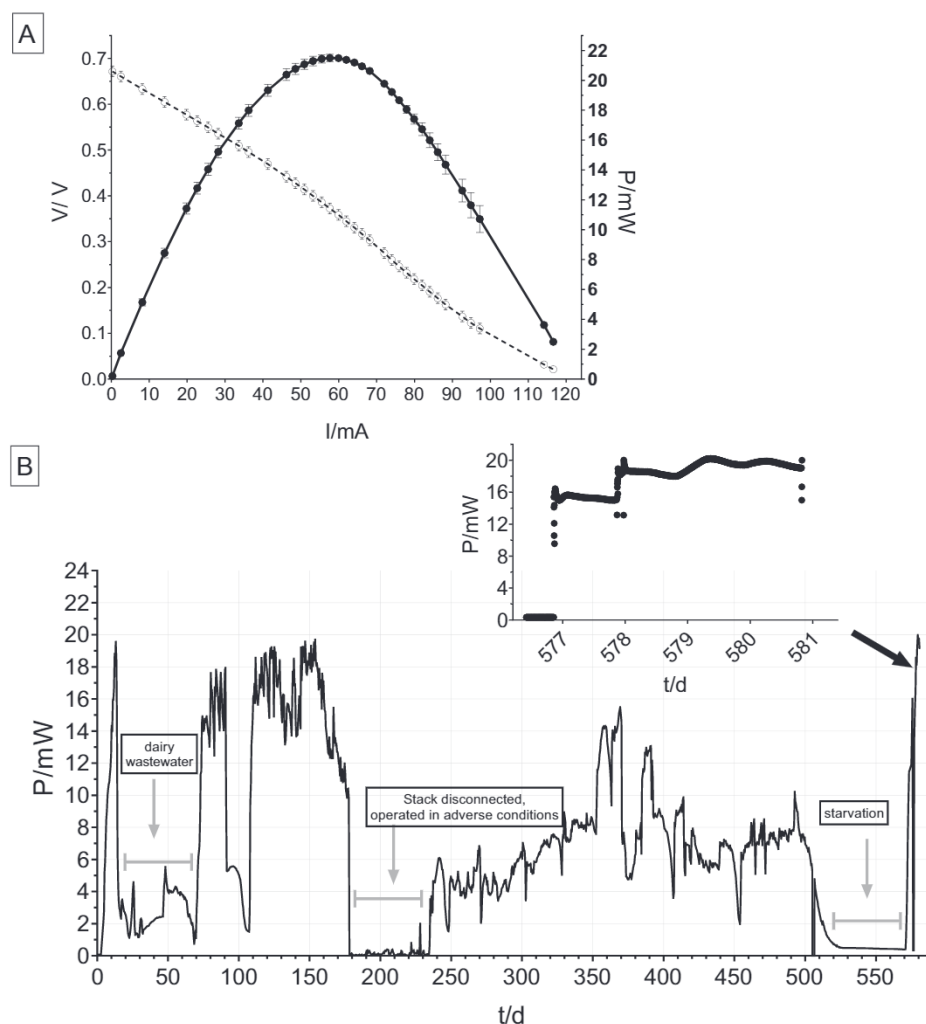 A
0.7
0.6
0.5
0.4
0.3
0.2
0.1
0.0
V/ V
22
20
18
16
14
12
10
8
6
4
2
0
P/mW
0 10 20 30 40 50 60 70 80 90 100 110 120
I/mA
B
20
16
12
8
4
0
P/mW
577 578 579 580 581
t/d
24
22
20
18
16
14
12
10
8
6
4
2
0
P/mW
dairy
wastewater
Stack disconnected,
operated in adverse conditions
starvation
0 50 100 150 200 250 300 350 400 450 500 550
t/d